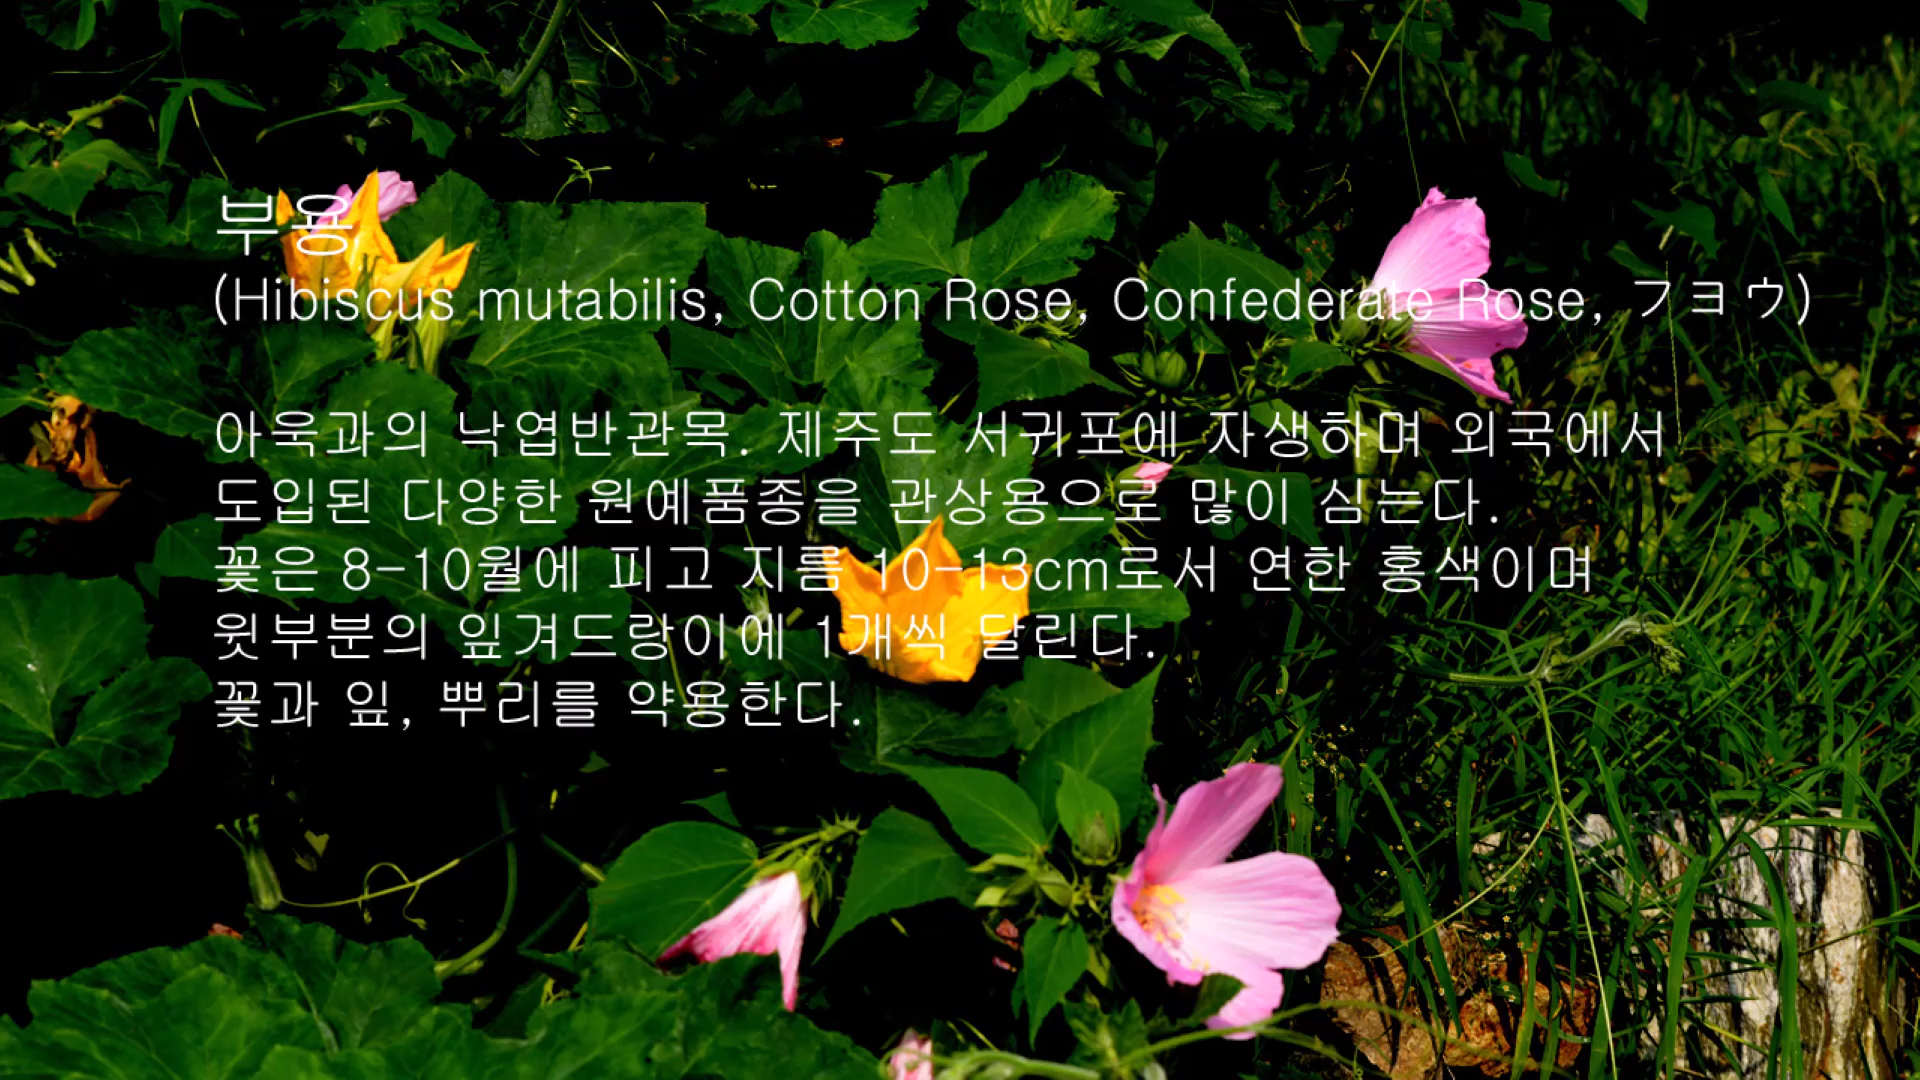 부용
(Hibiscus mutabilis, Cotton Rose, Confederate Rose, フヨウ)
아욱과의 낙엽반관목. 제주도 서귀포에 자생하며 외국에서
도입된 다양한 원예품종을 관상용으로 많이 심는다.
꽃은 8-10월에 피고 지름 10-13cm로서 연한 홍색이며
윗부분의 잎겨드랑이에 1개씩 달린다.
꽃과 잎, 뿌리를 약용한다.